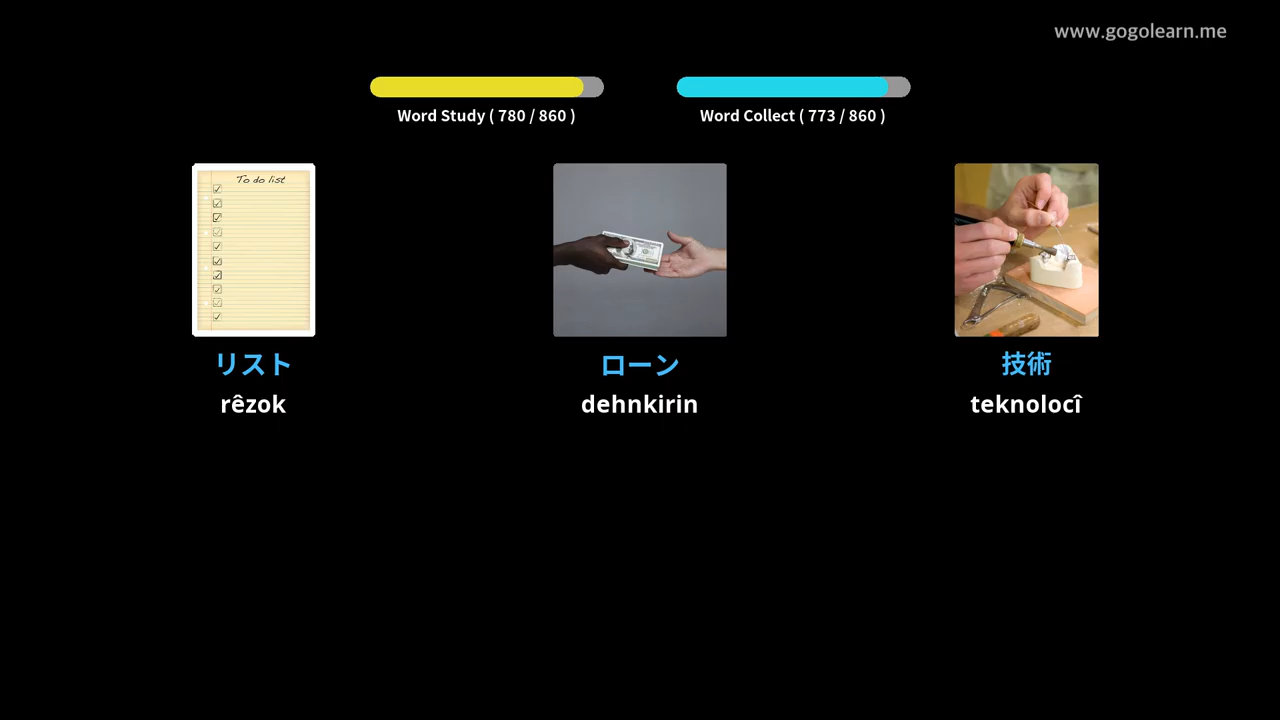 www.gogolearn.me
Word Study ( 780 / 860 )
Word Collect ( 773 / 860 )
To do list
リスト
ローン
技術
rêzok
dehnkirin
teknolocî